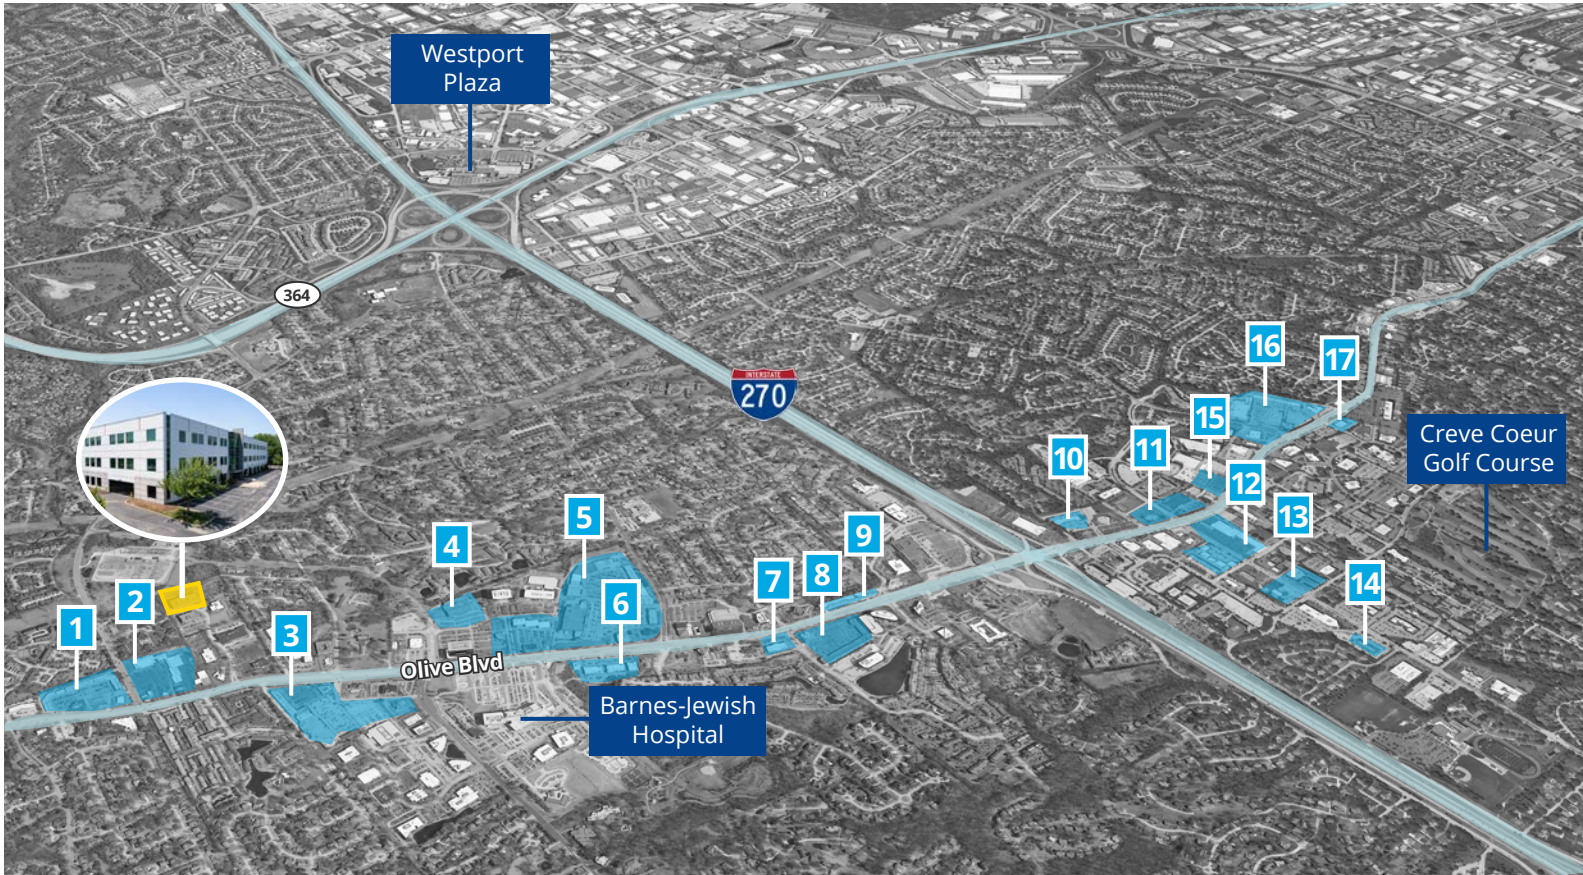 Westport
Plaza
364
INTERSTATE
270
16
17
15
Creve Coeur
Golf Course
10
11
12
13
5
4
9
7
8
14
2
6
1
3
Olive Blvd
Barnes-Jewish
Hospital